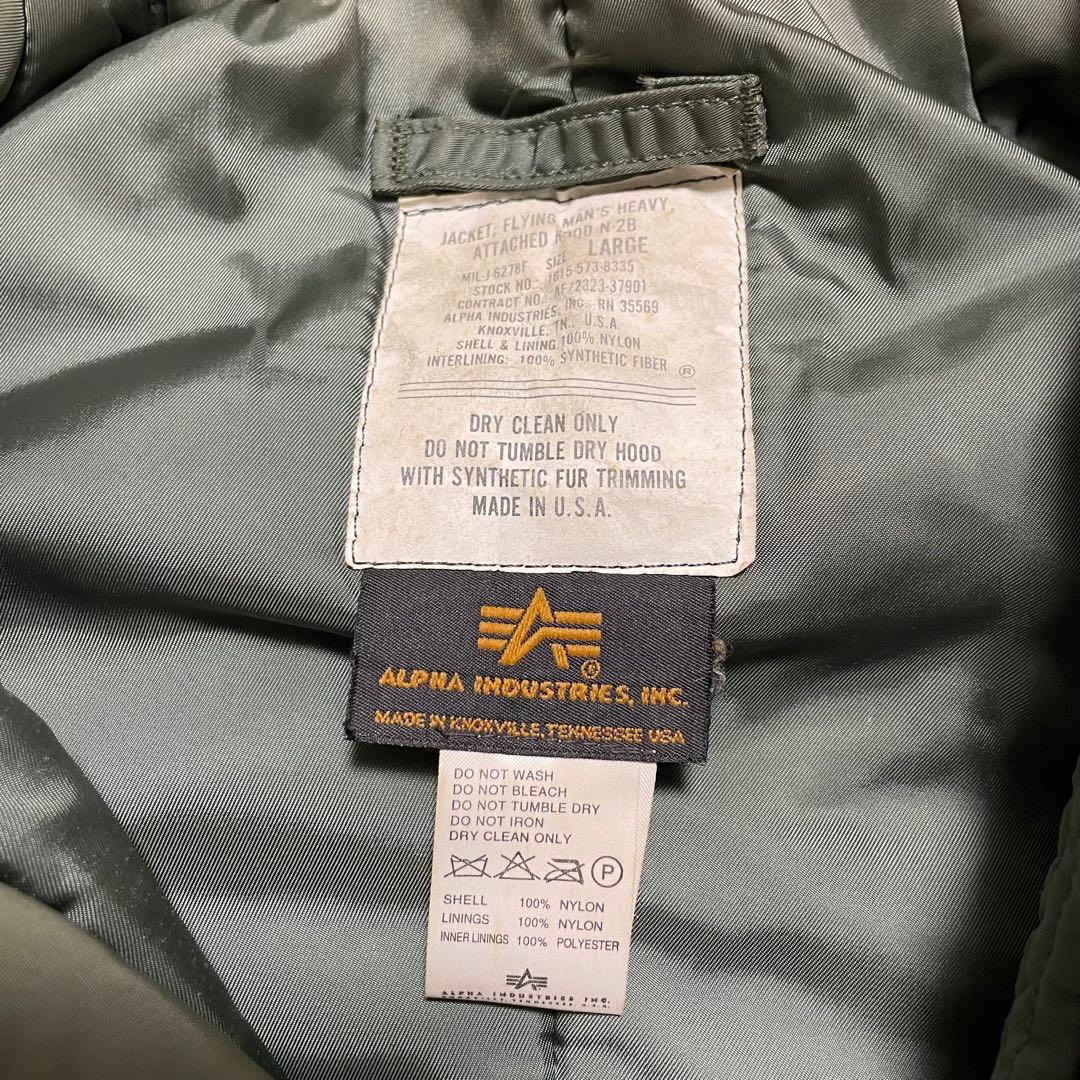 JACKET, FLYING MAN'S HEAVY,
ATTACHED HOOD N-2B
MIL-J-6278F SIZE LARGE
STOCK NO.: 1615-573-8335
CONTRACT NO.: AF/2323-37901
ALPHA INDUSTRIES, INC. RN 35569
KNOXVILLE, TN., U.S.A.
SHELL & LINING 100% NYLON
INTERLINING: 100% SYNTHETIC FIBER ®
DRY CLEAN ONLY
DO NOT TUMBLE DRY HOOD
WITH SYNTHETIC FUR TRIMMING
MADE IN U.S.A.
©
ALPHA INDUSTRIES, INC.
MADE IN KNOXVILLE, TENNESSEE USA
DO NOT WASH
DO NOT BLEACH
DO NOT TUMBLE DRY
DO NOT IRON
DRY CLEAN ONLY
P
SHELL 100% NYLON
LININGS 100% NYLON
INNER LININGS 100% POLYESTER
ALPHA INDUSTRIES INC.
KNOXVILLE, TENNESSEE, U.S.A.